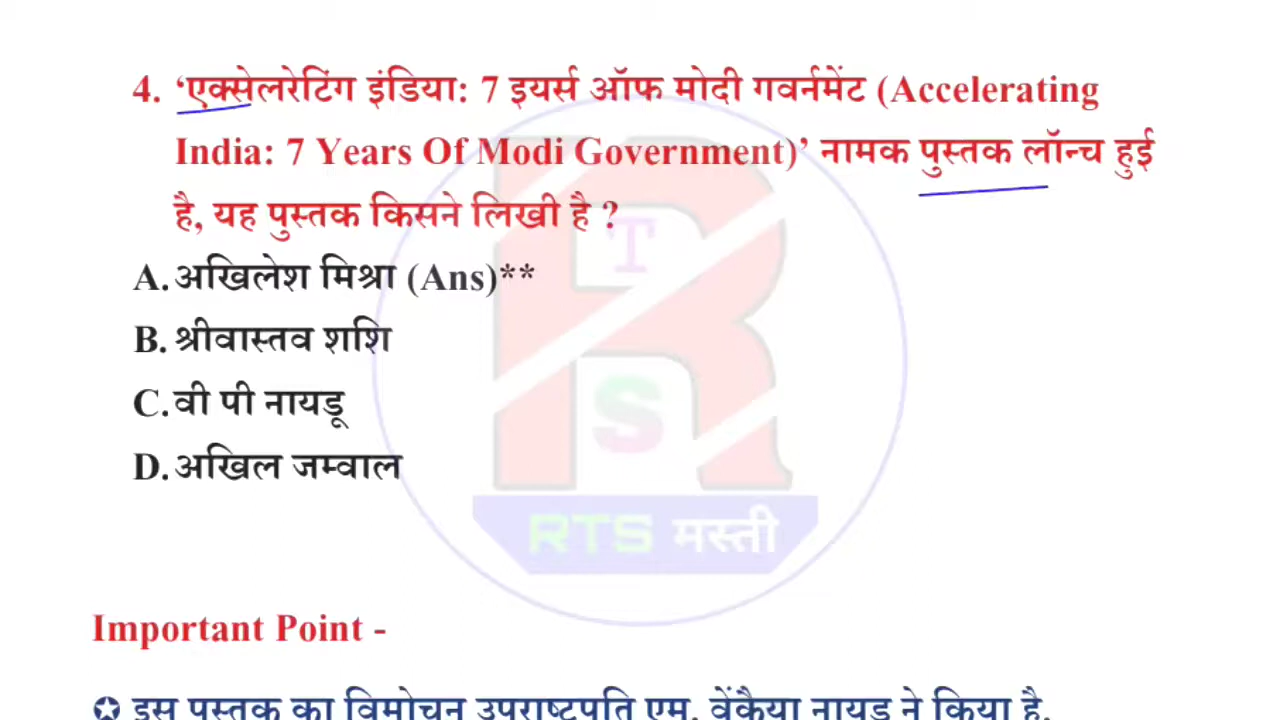 4. ‘एक्सेलरेटिंग इंडिया: 7 इयर्स ऑफ मोदी गवर्नमेंट (Accelerating
India: 7 Years Of Modi Government)’ नामक पुस्तक लॉन्च हुई
है, यह पुस्तक किसने लिखी है ?
A. अखिलेश मिश्रा (Ans)**
B. श्रीवास्तव शशि
C. वी पी नायडू
D. अखिल जम्वाल
R
T
S
RTS मस्ती
Important Point -
इस पुस्तक का विमोचन उपराष्ट्रपति एम. वेंकैया नायडू ने किया है.